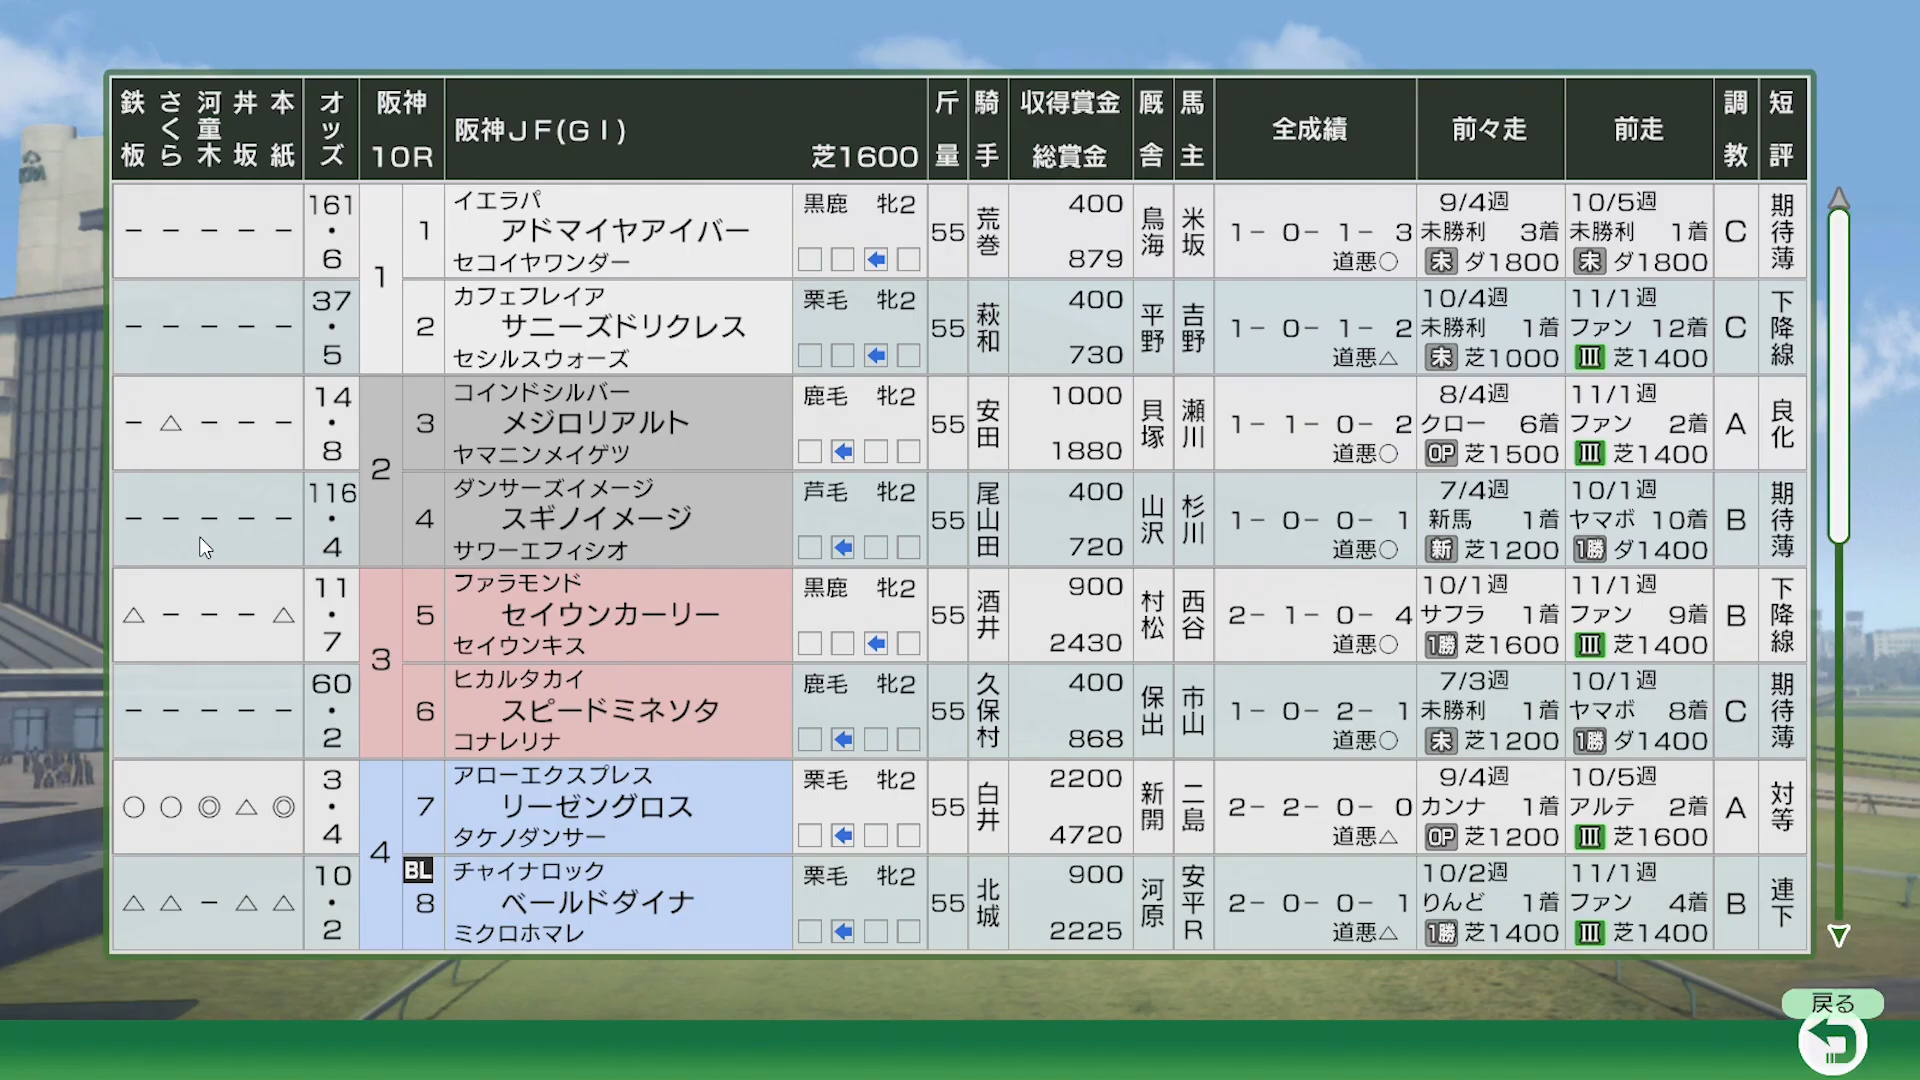 鉄板 さくら 河童木 井坂 本紙 オッズ 阪神10R 阪神JF(GI) 芝1600 斤量 騎手 収得賞金 総賞金 厩舎 馬主 全成績 前々走 前走 調教 短評
－ － － － － 161・6 1 1 イエラパ 黒鹿 牝2 55 荒巻 400 鳥海 米坂 1－ 0－ 1－ 3 9/4週 10/5週 C 期待薄
アドマイヤアイバー 未勝利 3着 未勝利 1着
セコイヤワンダー 879 道悪○ 未 ダ1800 未 ダ1800
－ － － － － 37・5 2 カフェフレイア 栗毛 牝2 55 萩和 400 平野 吉野 1－ 0－ 1－ 2 10/4週 11/1週 C 下降線
サニーズドリクレス 未勝利 1着 ファン 12着
セシルスウォーズ 730 道悪△ 未 芝1000 III 芝1400
－ △ － － － 14・8 2 3 コインドシルバー 鹿毛 牝2 55 安田 1000 貝塚 瀬川 1－ 1－ 0－ 2 8/4週 11/1週 A 良化
メジロリアルト クロー 6着 ファン 2着
ヤマニンメイゲツ 1880 道悪○ OP 芝1500 III 芝1400
－ － － － － 116・4 4 ダンサーズイメージ 芦毛 牝2 55 尾山田 400 山沢 杉川 1－ 0－ 0－ 1 7/4週 10/1週 B 期待薄
スギノイメージ 新馬 1着 ヤマボ 10着
サワーエフィシオ 720 道悪○ 新 芝1200 1勝 ダ1400
△ － － － △ 11・7 3 5 ファラモンド 黒鹿 牝2 55 酒井 900 村松 西谷 2－ 1－ 0－ 4 10/1週 11/1週 B 下降線
セイウンカーリー サフラ 1着 ファン 9着
セイウンキス 2430 道悪○ 1勝 芝1600 III 芝1400
－ － － － － 60・2 6 ヒカルタカイ 鹿毛 牝2 55 久保村 400 保出 市山 1－ 0－ 2－ 1 7/3週 10/1週 C 期待薄
スピードミネソタ 未勝利 1着 ヤマボ 8着
コナレリナ 868 道悪○ 未 芝1200 1勝 ダ1400
○ ○ ◎ △ ◎ 3・4 4 7 アローエクスプレス 栗毛 牝2 55 白井 2200 新開 二島 2－ 2－ 0－ 0 9/4週 10/5週 A 対等
リーゼングロス カンナ 1着 アルテ 2着
タケノダンサー 4720 道悪△ OP 芝1200 III 芝1600
△ △ － △ △ 10・2 BL 8 チャイナロック 栗毛 牝2 55 北城 900 河原 安平R 2－ 0－ 0－ 1 10/2週 11/1週 B 連下
ベールドダイナ りんど 1着 ファン 4着
ミクロホマレ 2225 道悪△ 1勝 芝1400 III 芝1400
戻る